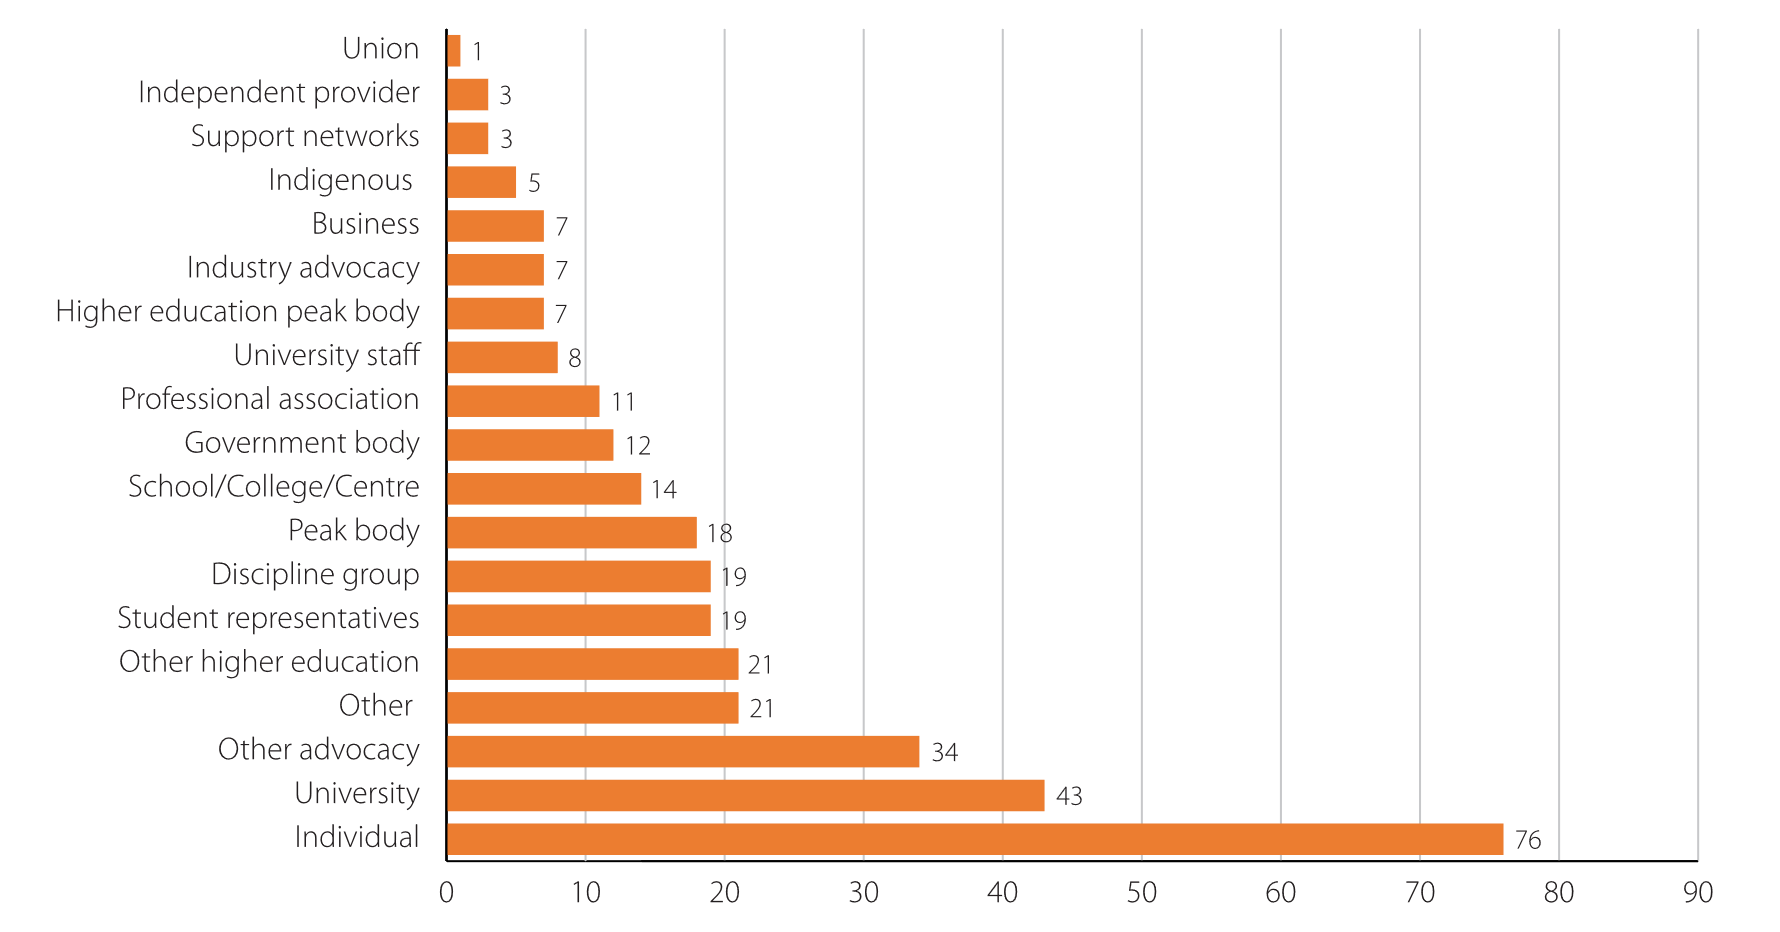 Union 1
Independent provider 3
Support networks 3
Indigenous 5
Business 7
Industry advocacy 7
Higher education peak body 7
University staff 8
Professional association 11
Government body 12
School/College/Centre 14
Peak body 18
Discipline group 19
Student representatives 19
Other higher education 21
Other 21
Other advocacy 34
University 43
Individual 76
0 10 20 30 40 50 60 70 80 90